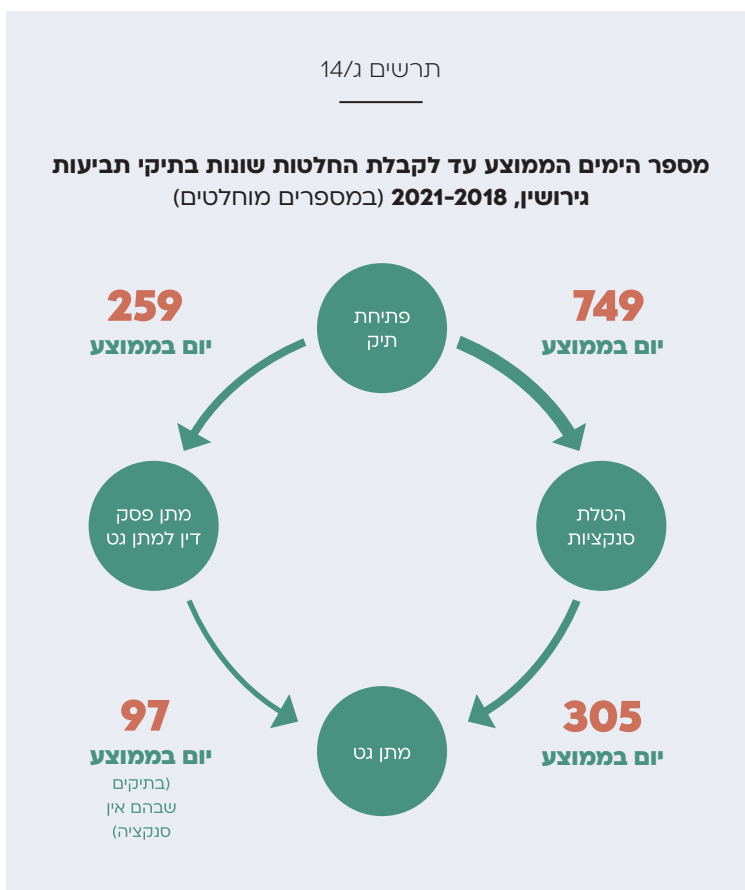 תרשים ג/14
מספר הימים הממוצע עד לקבלת החלטות שונות בתיקי תביעות
גירושין, 2021-2018 (במספרים מוחלטים)
פתיחת
תיק
749
יום בממוצע
259
יום בממוצע
הטלת
סנקציות
מתן פסק
דין למתן גט
305
יום בממוצע
97
יום בממוצע
(בתיקים
שבהם אין
סנקציה)
מתן גט